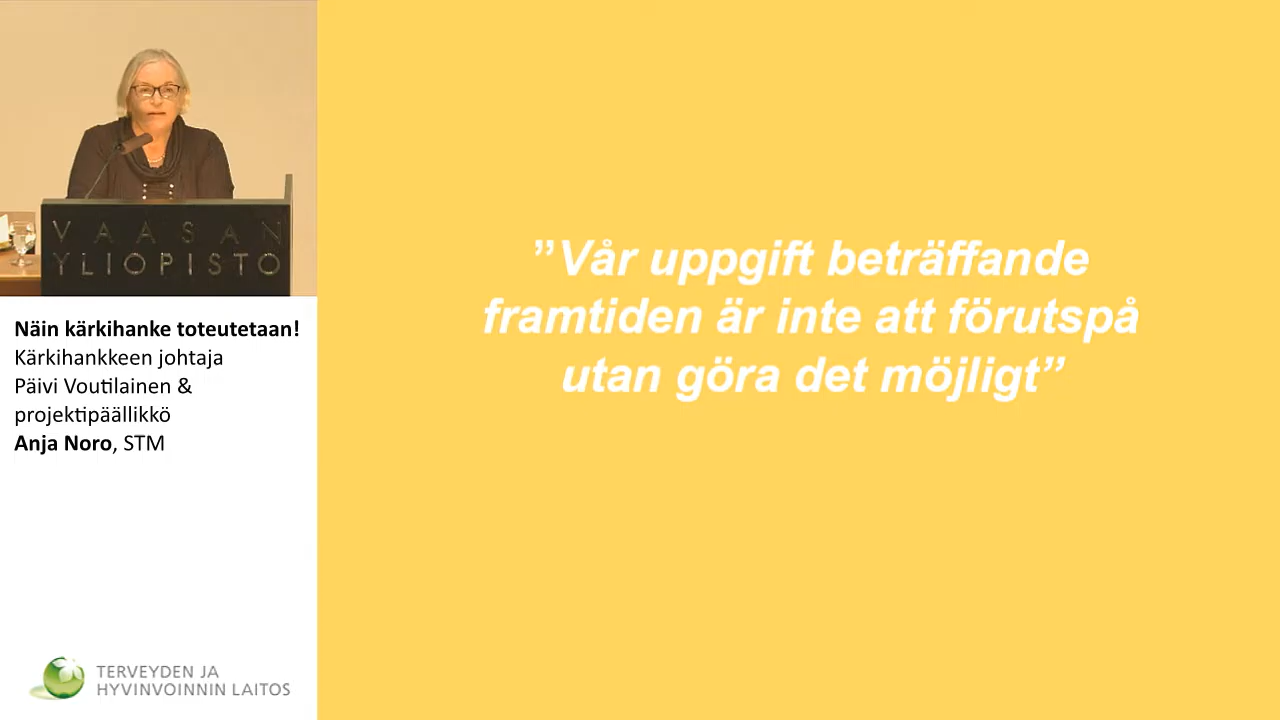 VAASAN
YLIOPISTO
Näin kärkihanke toteutetaan!
Kärkihankkeen johtaja
Päivi Voutilainen &
projektipäällikkö
Anja Noro, STM
TERVEYDEN JA
HYVINVOINNIN LAITOS
”Vår uppgift beträffande
framtiden är inte att förutspå
utan göra det möjligt”